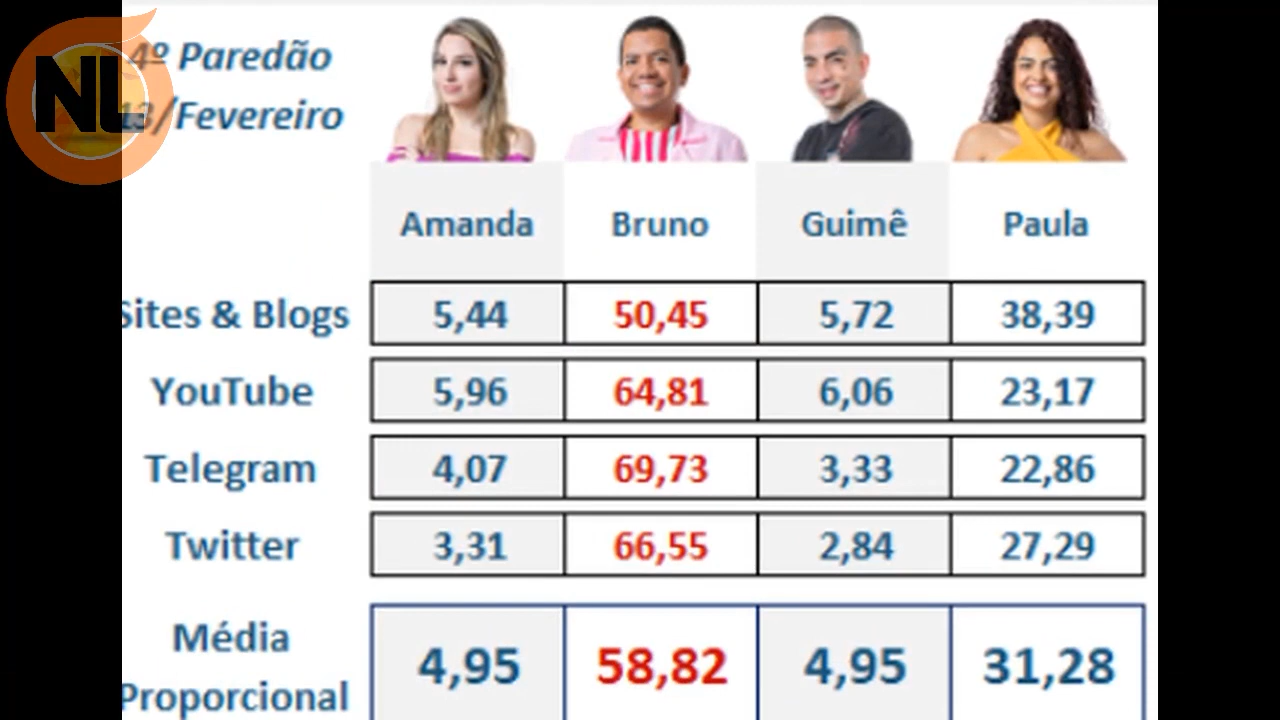 NL
4º Paredão
13/Fevereiro
Amanda Bruno Guimê Paula
Sites & Blogs 5,44 50,45 5,72 38,39
YouTube 5,96 64,81 6,06 23,17
Telegram 4,07 69,73 3,33 22,86
Twitter 3,31 66,55 2,84 27,29
Média
Proporcional 4,95 58,82 4,95 31,28